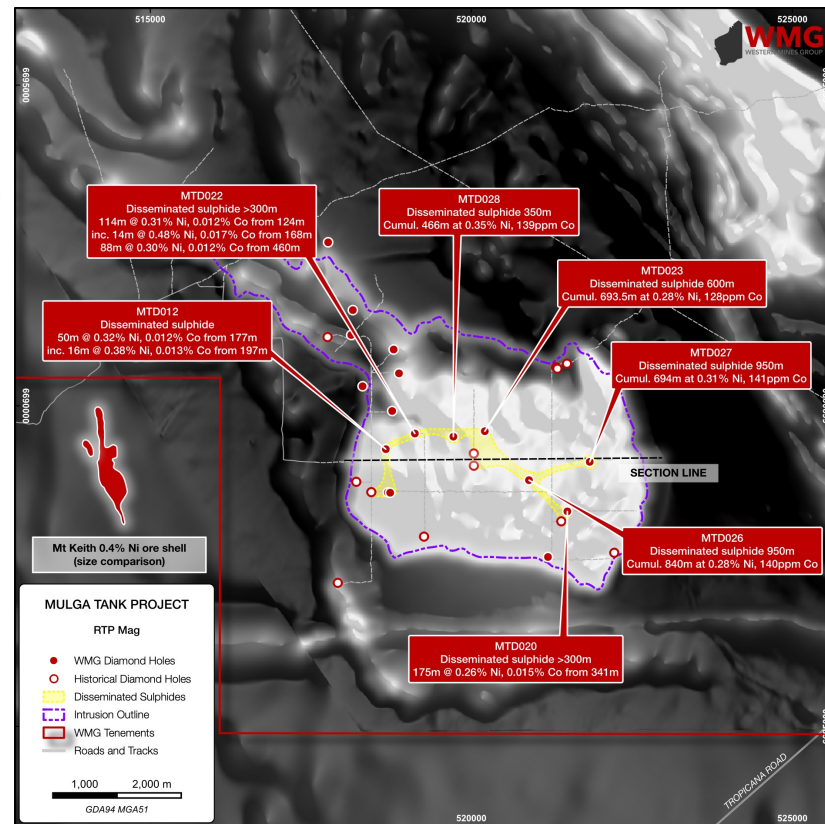 515000
520000
525000
WMG
WESTERN MINES GROUP
6990000
MTD022
Disseminated sulphide >300m
114m @ 0.31% Ni, 0.012% Co from 124m
inc. 14m @ 0.48% Ni, 0.017% Co from 168m
88m @ 0.30% Ni, 0.012% Co from 460m
MTD028
Disseminated sulphide 350m
Cumul. 466m at 0.35% Ni, 139ppm Co
MTD023
Disseminated sulphide 600m
Cumul. 693.5m at 0.28% Ni, 128ppm Co
MTD012
Disseminated sulphide
50m @ 0.32% Ni, 0.012% Co from 177m
inc. 16m @ 0.38% Ni, 0.013% Co from 197m
MTD027
Disseminated sulphide 950m
Cumul. 694m at 0.31% Ni, 141ppm Co
SECTION LINE
MTD026
Disseminated sulphide 950m
Cumul. 840m at 0.28% Ni, 140ppm Co
Mt Keith 0.4% Ni ore shell
(size comparison)
MTD020
Disseminated sulphide >300m
175m @ 0.26% Ni, 0.015% Co from 341m
MULGA TANK PROJECT
RTP Mag
WMG Diamond Holes
Historical Diamond Holes
Disseminated Sulphides
Intrusion Outline
WMG Tenements
Roads and Tracks
1,000
2,000 m
GDA94 MGA51
TROPICANA ROAD
520000
525000